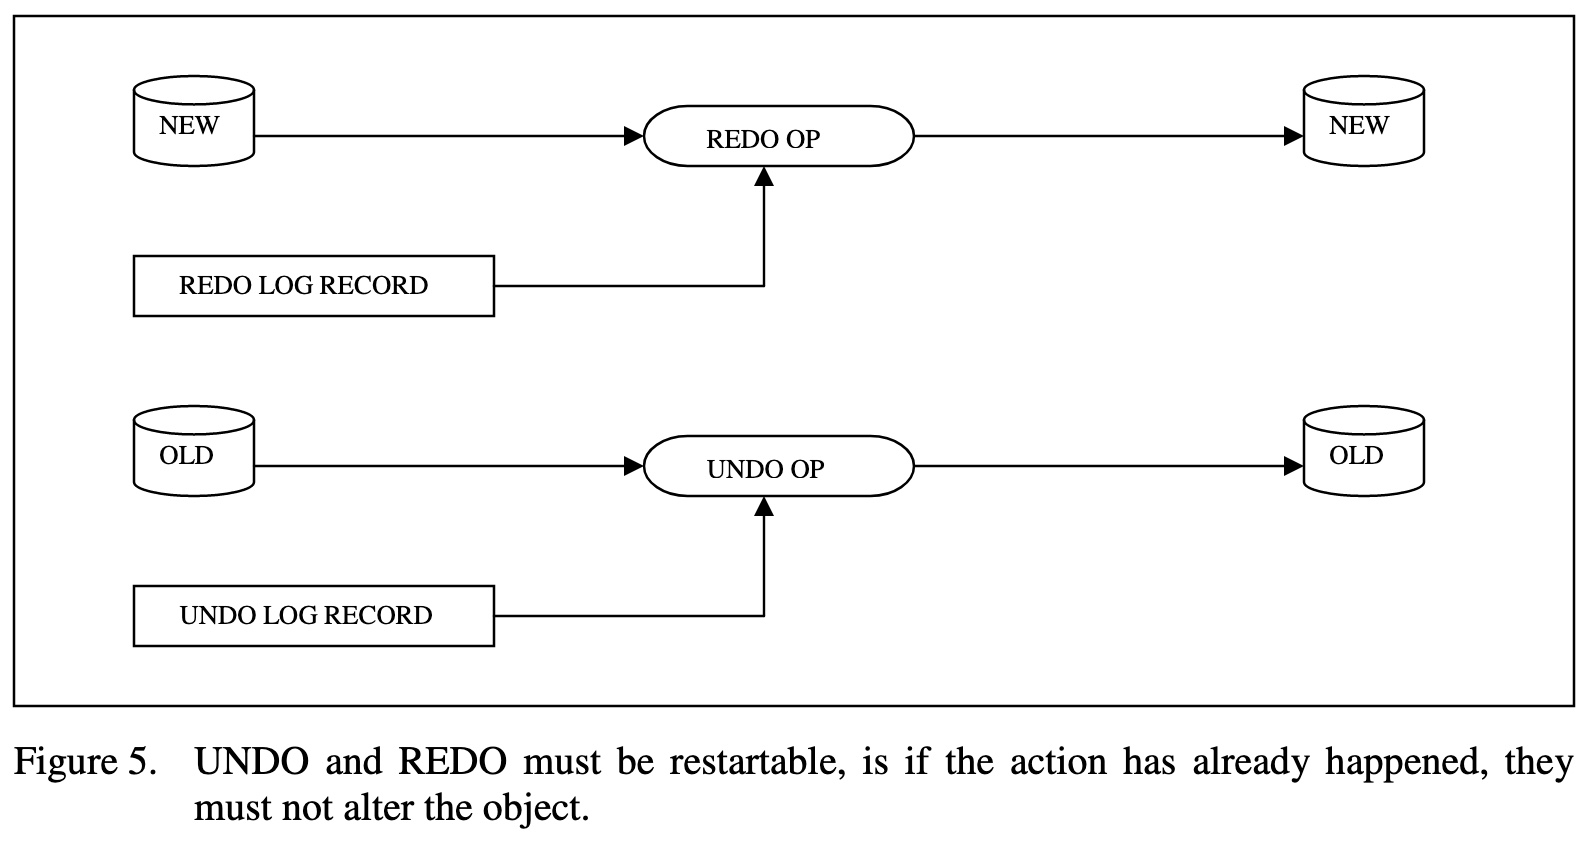 NEW
REDO OP
NEW
REDO LOG RECORD
OLD
UNDO OP
OLD
UNDO LOG RECORD
Figure 5. UNDO and REDO must be restartable, is if the action has already happened, they
must not alter the object.